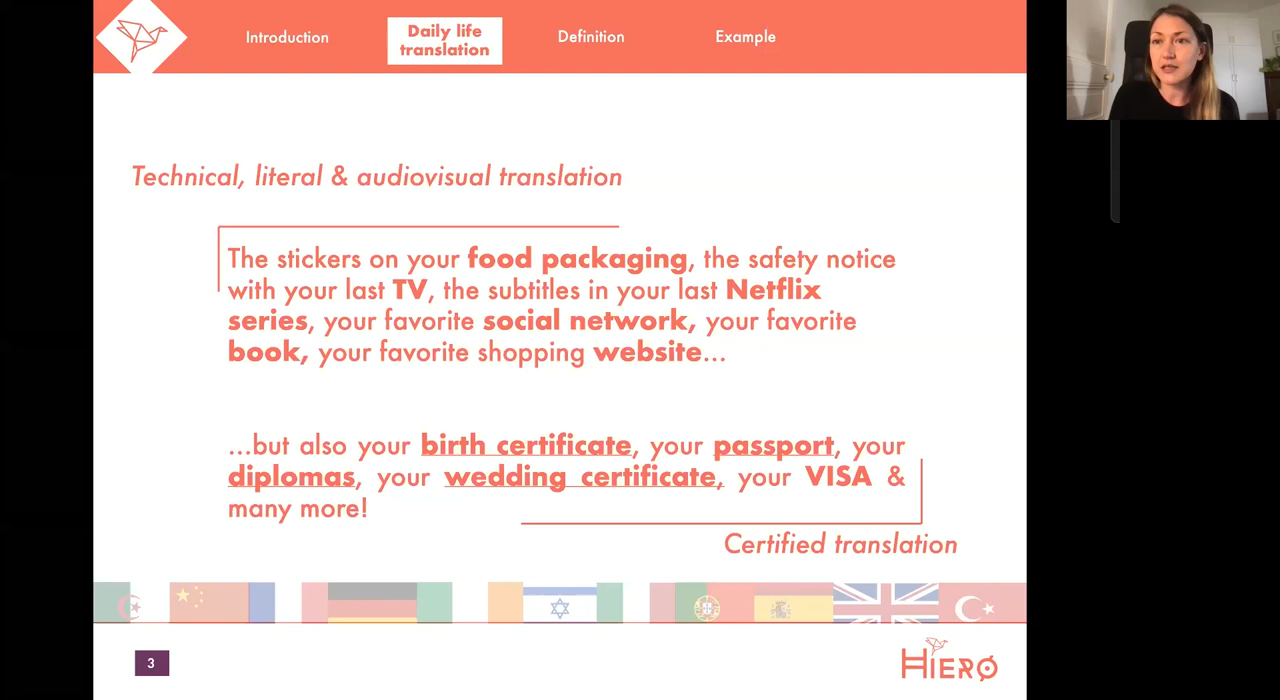 Introduction
Daily life
translation
Definition
Example
Technical, literal & audiovisual translation
The stickers on your food packaging, the safety notice
with your last TV, the subtitles in your last Netflix
series, your favorite social network, your favorite
book, your favorite shopping website...
...but also your birth certificate, your passport, your
diplomas, your wedding certificate, your VISA &
many more!
Certified translation
3
HIERO